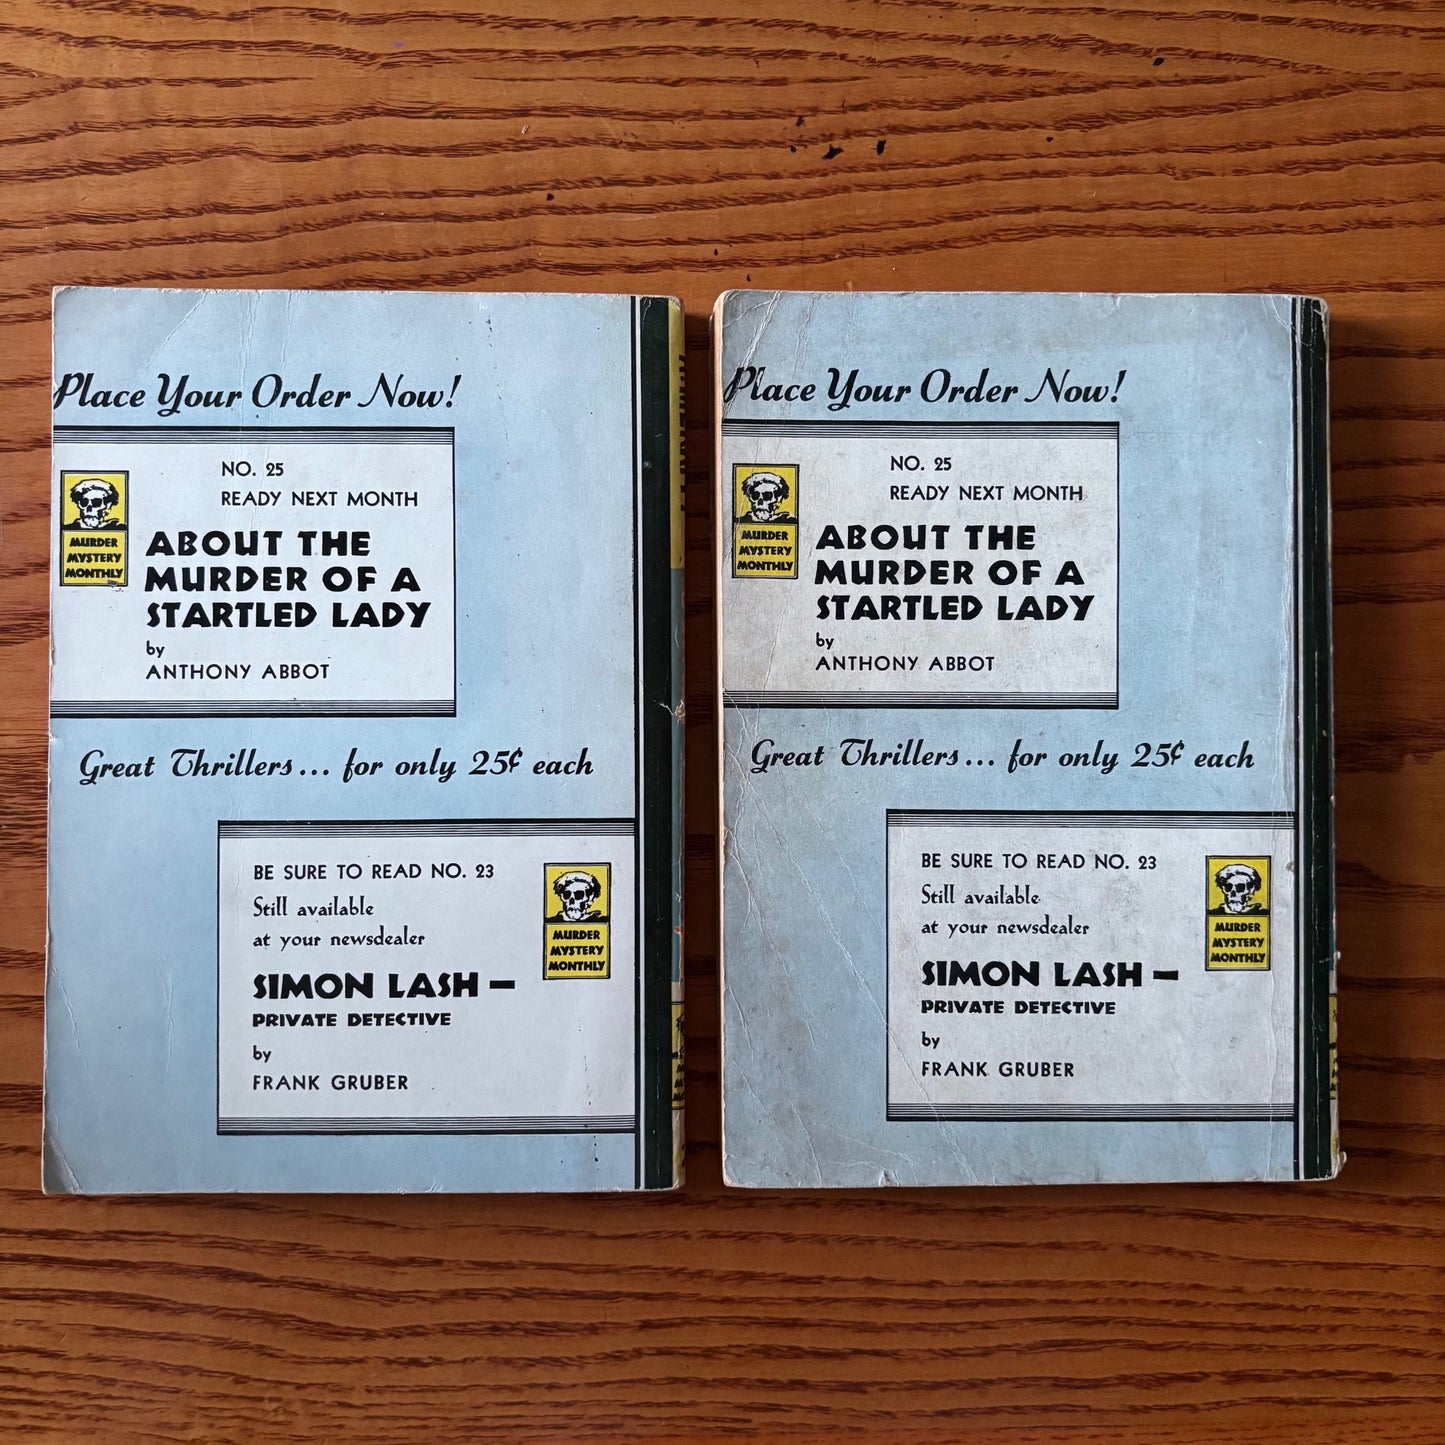 Place Your Order Now!
NO. 25
READY NEXT MONTH
MURDER
MYSTERY
MONTHLY
ABOUT THE
MURDER OF A
STARTLED LADY
by
ANTHONY ABBOT
Great Thrillers... for only 25¢ each
BE SURE TO READ NO. 23
Still available
at your newsdealer
MURDER
MYSTERY
MONTHLY
SIMON LASH –
PRIVATE DETECTIVE
by
FRANK GRUBER
Place Your Order Now!
NO. 25
READY NEXT MONTH
MURDER
MYSTERY
MONTHLY
ABOUT THE
MURDER OF A
STARTLED LADY
by
ANTHONY ABBOT
Great Thrillers... for only 25¢ each
BE SURE TO READ NO. 23
Still available
at your newsdealer
MURDER
MYSTERY
MONTHLY
SIMON LASH –
PRIVATE DETECTIVE
by
FRANK GRUBER